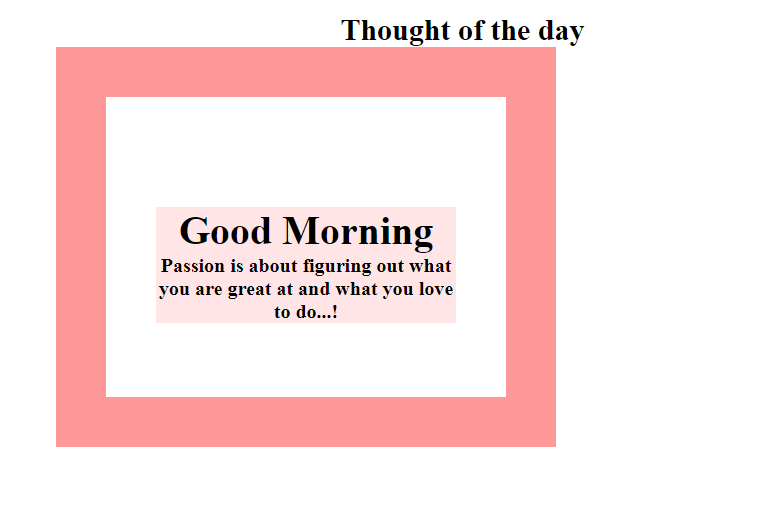 Thought of the day
Good Morning
Passion is about figuring out what
you are great at and what you love
to do...!